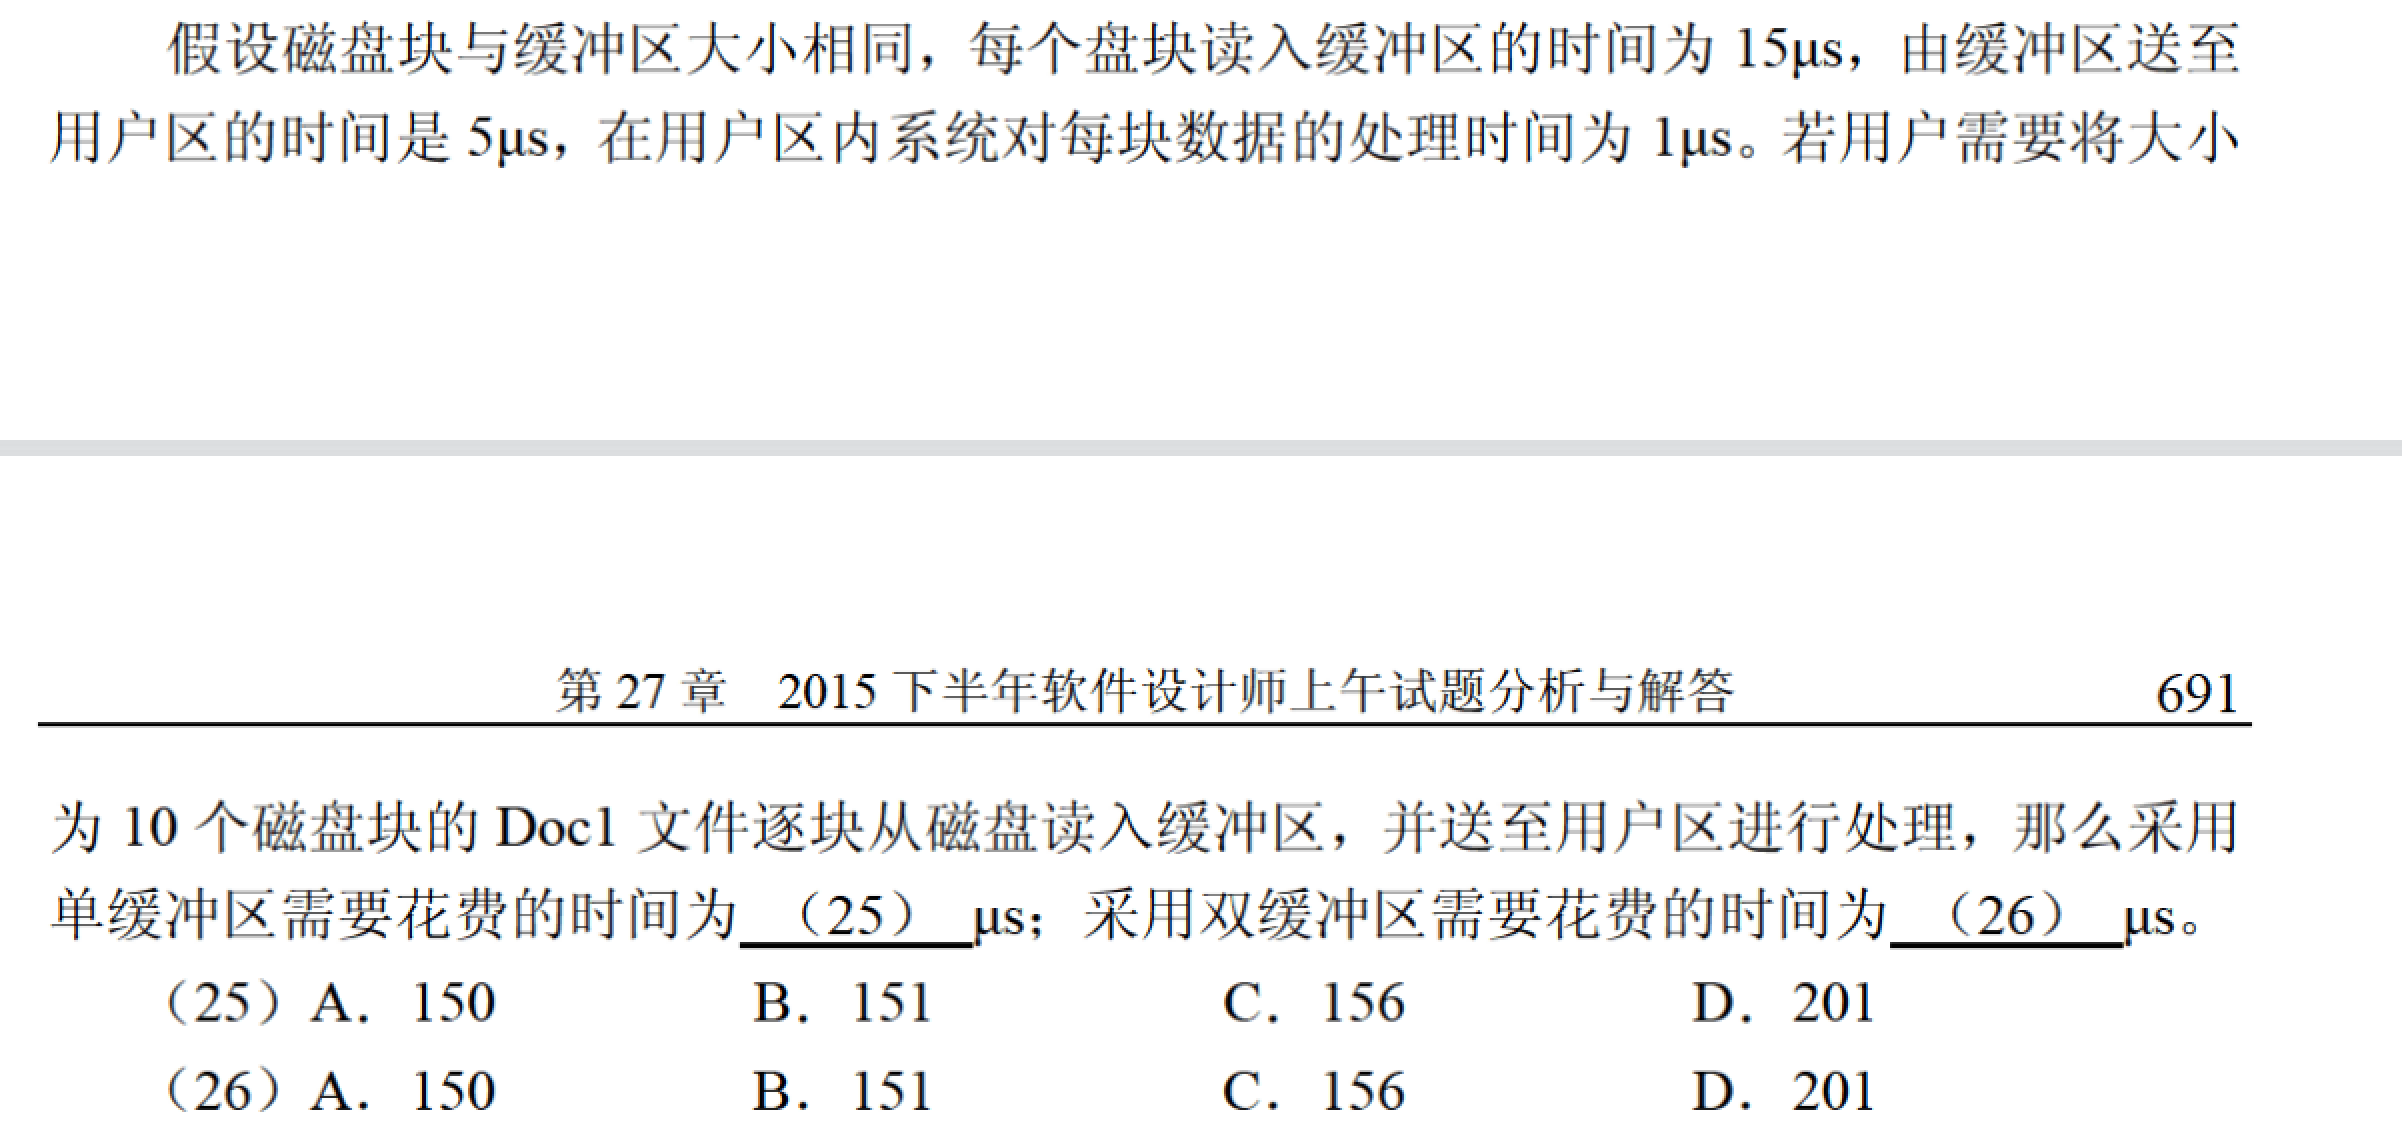 假设磁盘块与缓冲区大小相同，每个盘块读入缓冲区的时间为 15μs，由缓冲区送至
用户区的时间是 5μs，在用户区内系统对每块数据的处理时间为 1μs。若用户需要将大小
第 27 章　2015 下半年软件设计师上午试题分析与解答 691
为 10 个磁盘块的 Doc1 文件逐块从磁盘读入缓冲区，并送至用户区进行处理，那么采用
单缓冲区需要花费的时间为 （25） μs；采用双缓冲区需要花费的时间为 （26） μs。
（25）A．150 B．151 C．156 D．201
（26）A．150 B．151 C．156 D．201